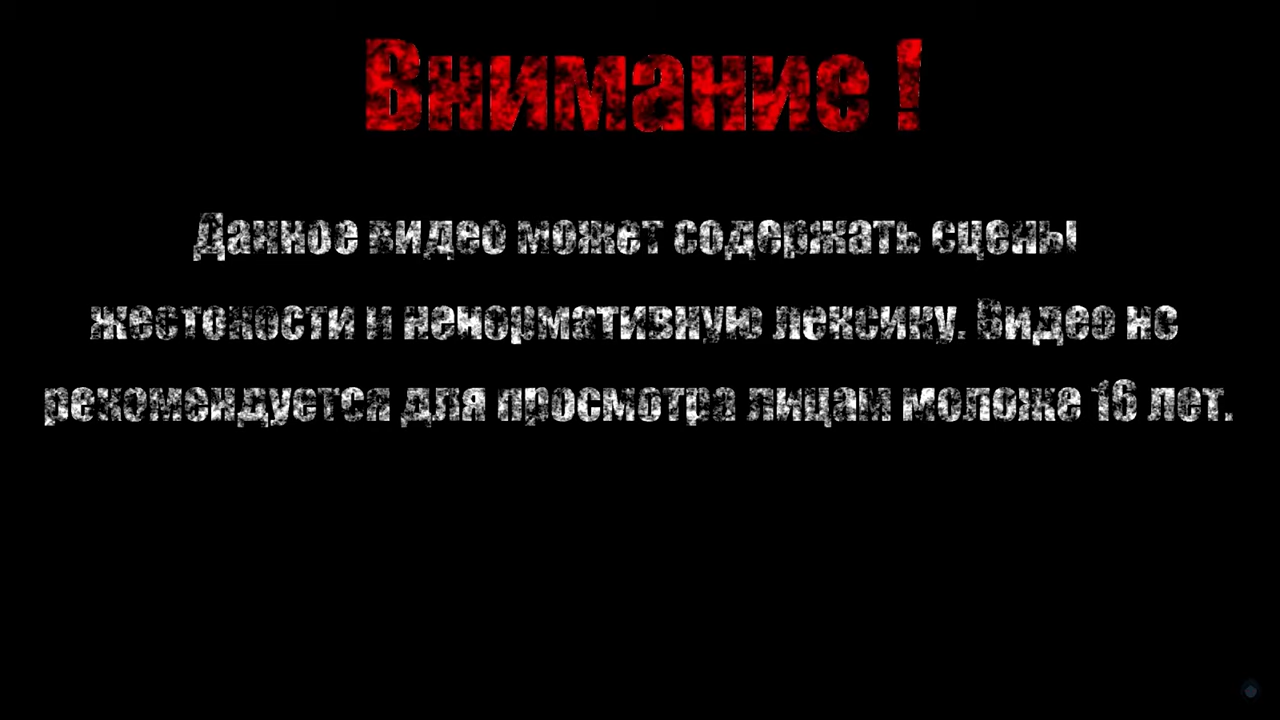 Внимание !
Данное видео может содержать сцены
жестокости и ненормативную лексику. Видео не
рекомендуется для просмотра лицам моложе 16 лет.